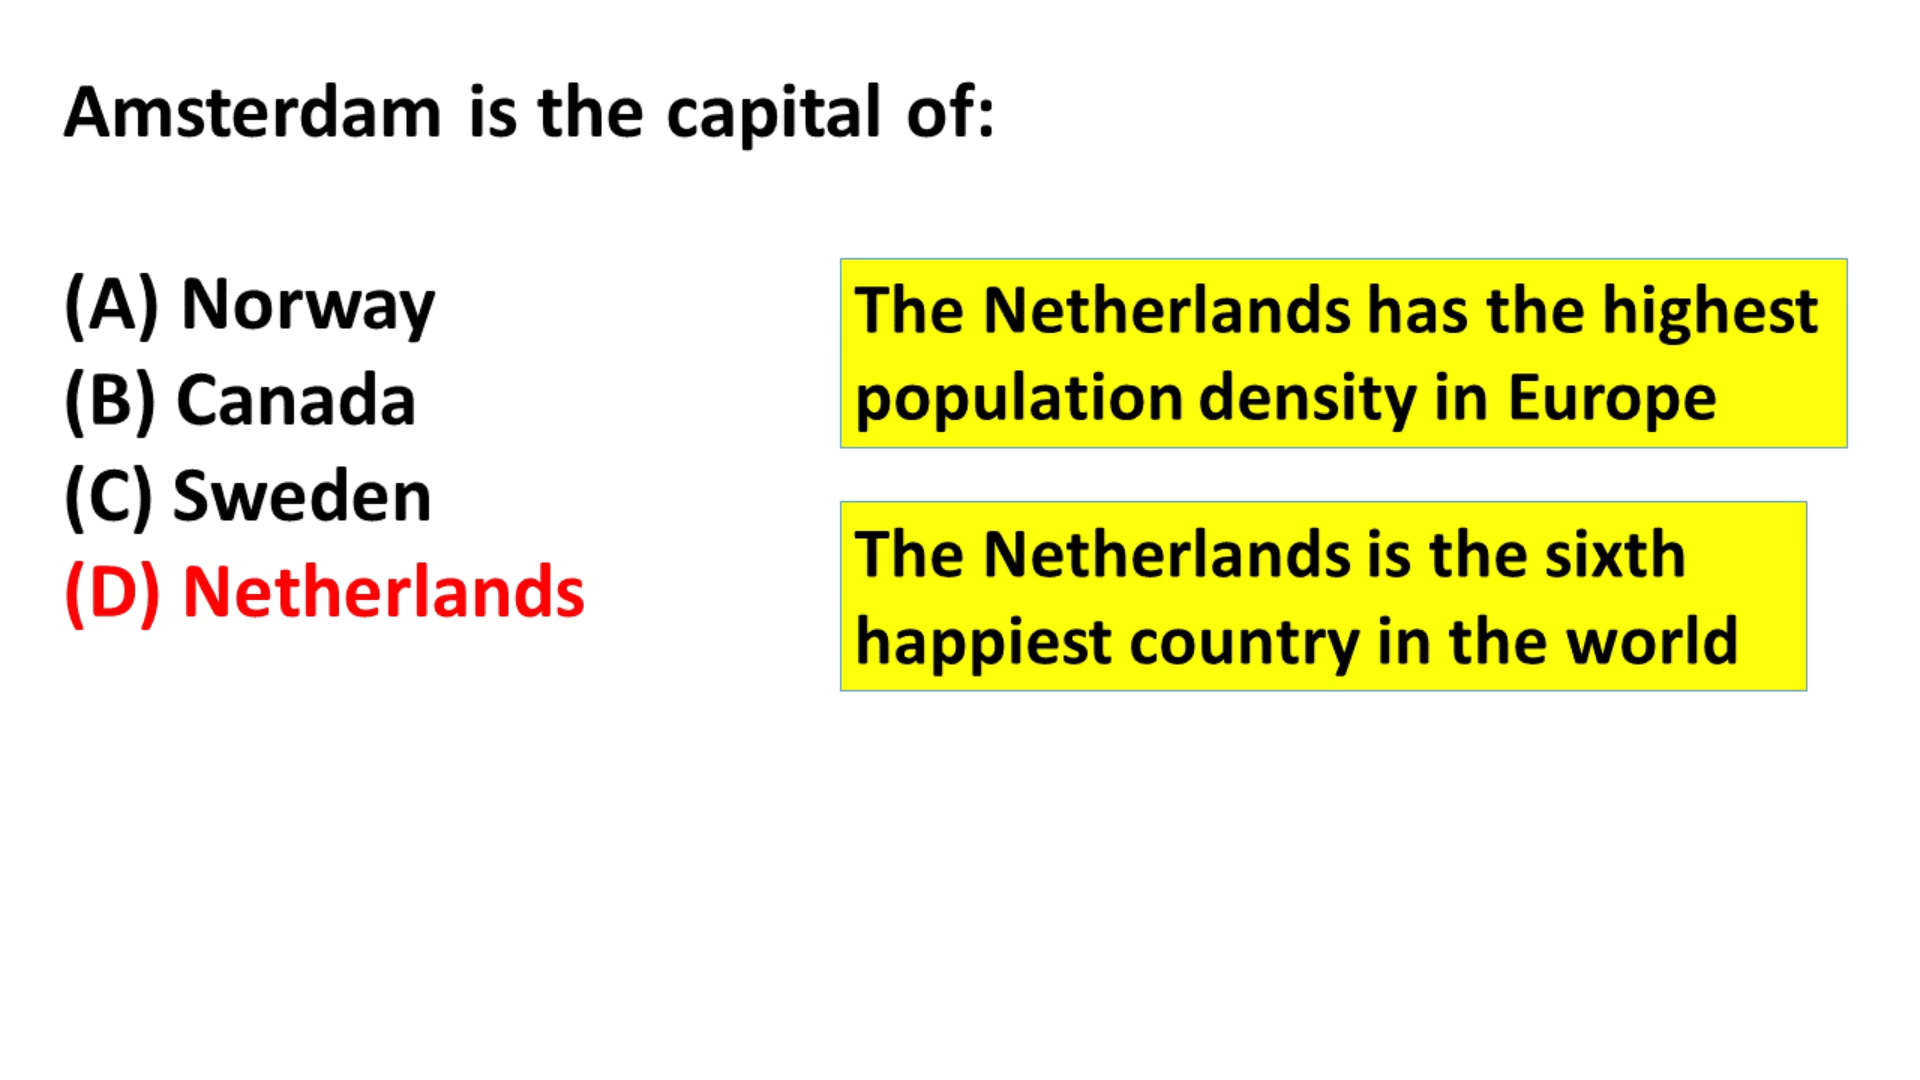 Amsterdam is the capital of:
(A) Norway
(B) Canada
(C) Sweden
(D) Netherlands
The Netherlands has the highest
population density in Europe
The Netherlands is the sixth
happiest country in the world